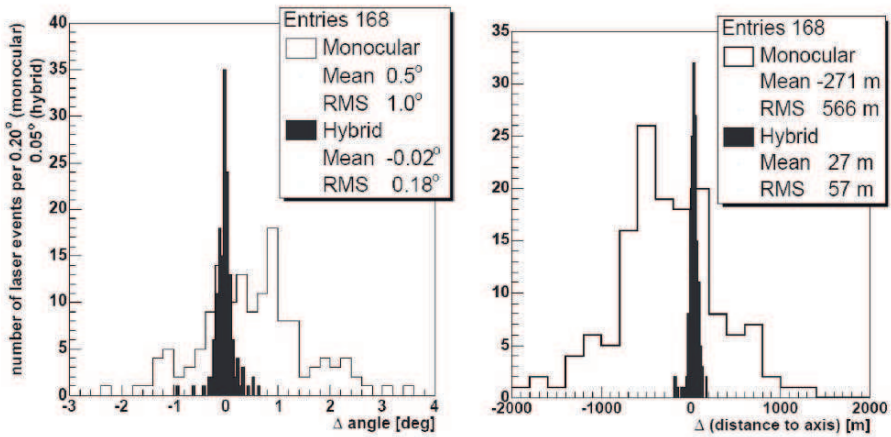 number of laser events per 0.20° (monocular)
0.05° (hybrid)
40
35
30
25
20
15
10
5
0
-3
-2
-1
0
1
2
3
4
Δ angle [deg]
Entries 168
Monocular
Mean 0.5°
RMS 1.0°
Hybrid
Mean -0.02°
RMS 0.18°
35
30
25
20
15
10
5
0
-2000
-1000
0
1000
2000
Δ (distance to axis) [m]
Entries 168
Monocular
Mean -271 m
RMS 566 m
Hybrid
Mean 27 m
RMS 57 m